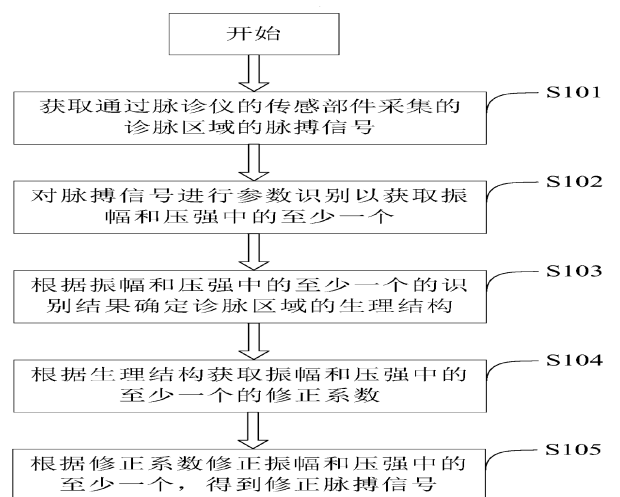 开始
获取通过脉诊仪的传感部件采集的
诊脉区域的脉搏信号
S101
对脉搏信号进行参数识别以获取振
幅和压强中的至少一个
S102
根据振幅和压强中的至少一个的识
别结果确定诊脉区域的生理结构
S103
根据生理结构获取振幅和压强中的
至少一个的修正系数
S104
根据修正系数修正振幅和压强中的
至少一个，得到修正脉搏信号
S105